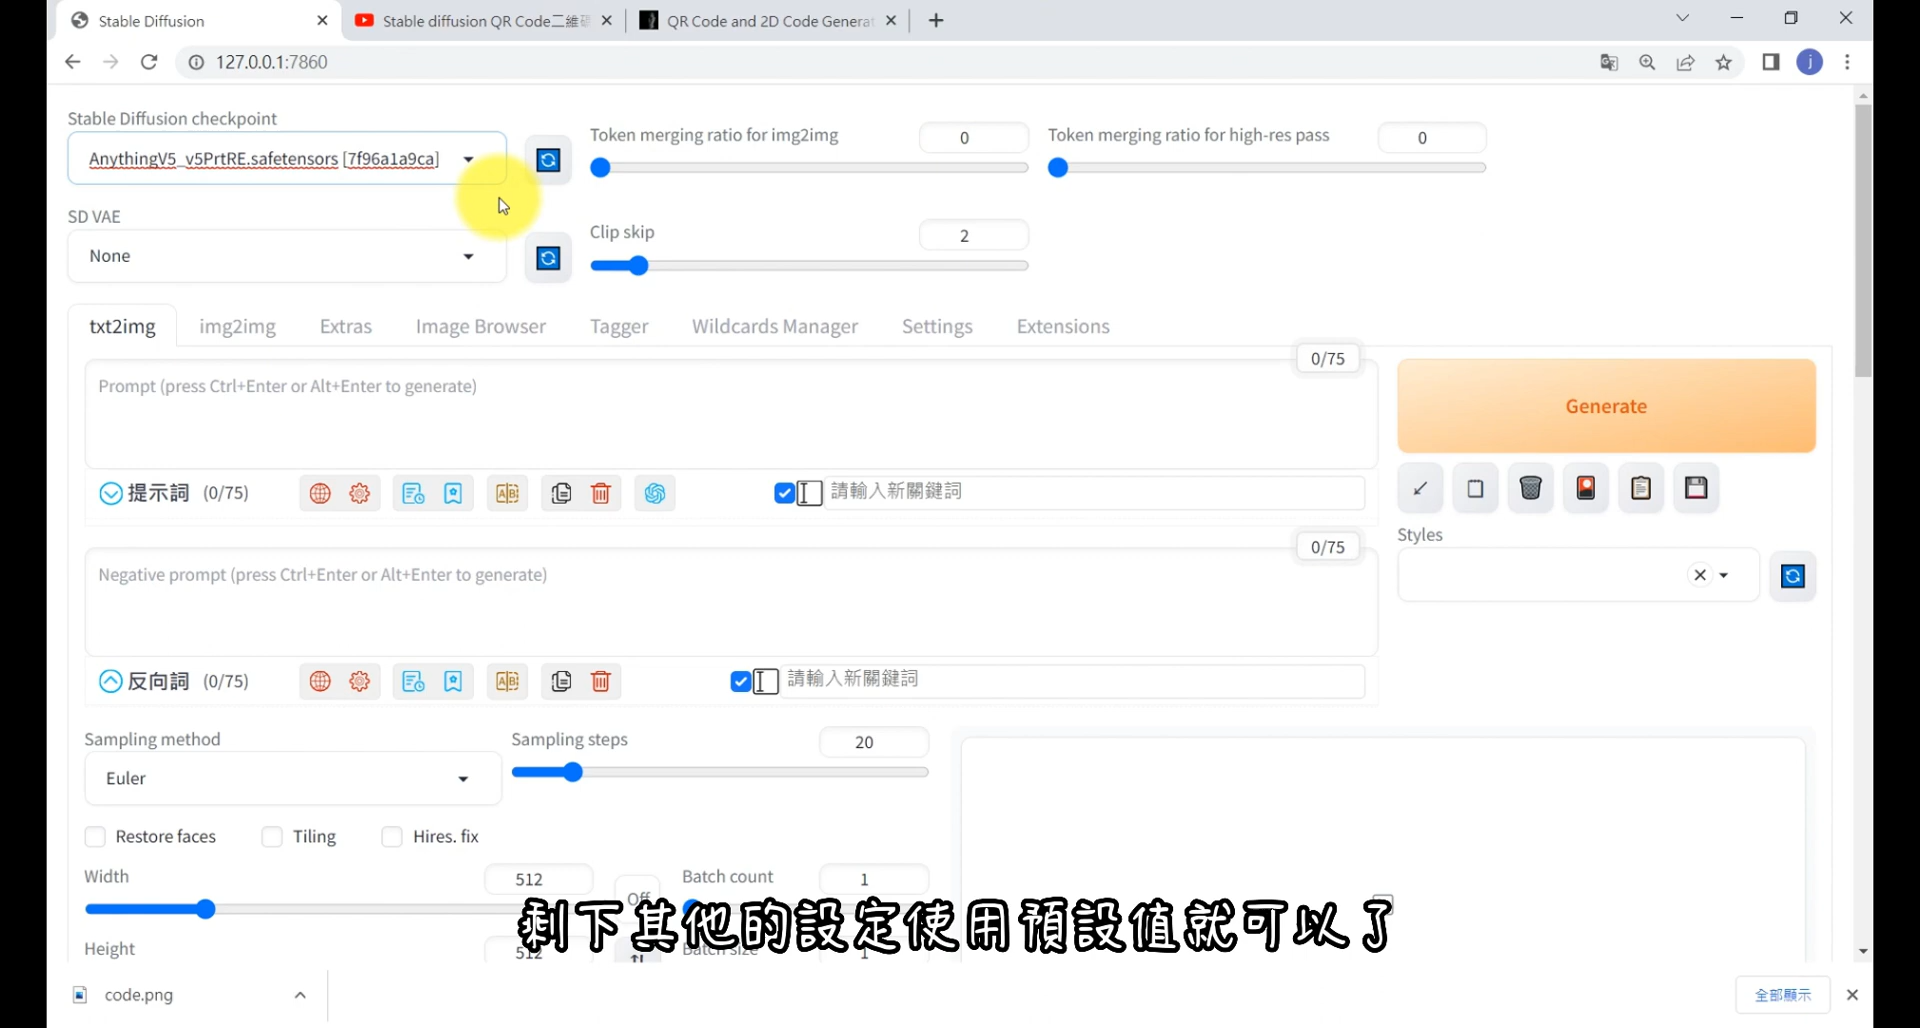 Stable Diffusion
Stable diffusion QR Code二維
QR Code and 2D Code Generat
127.0.0.1:7860
j
Stable Diffusion checkpoint
AnythingV5_v5PrtRE.safetensors [7f96a1a9ca]
Token merging ratio for img2img
0
Token merging ratio for high-res pass
0
SD VAE
None
Clip skip
2
txt2img
img2img
Extras
Image Browser
Tagger
Wildcards Manager
Settings
Extensions
0/75
Prompt (press Ctrl+Enter or Alt+Enter to generate)
Generate
提示詞 (0/75)
請輸入新關鍵詞
Styles
0/75
Negative prompt (press Ctrl+Enter or Alt+Enter to generate)
反向詞 (0/75)
請輸入新關鍵詞
Sampling method
Euler
Sampling steps
20
Restore faces
Tiling
Hires. fix
Width
512
Off
Batch count
1
剩下其他的設定使用預設值就可以了
Height
512
Batch size
1
code.png
全部顯示